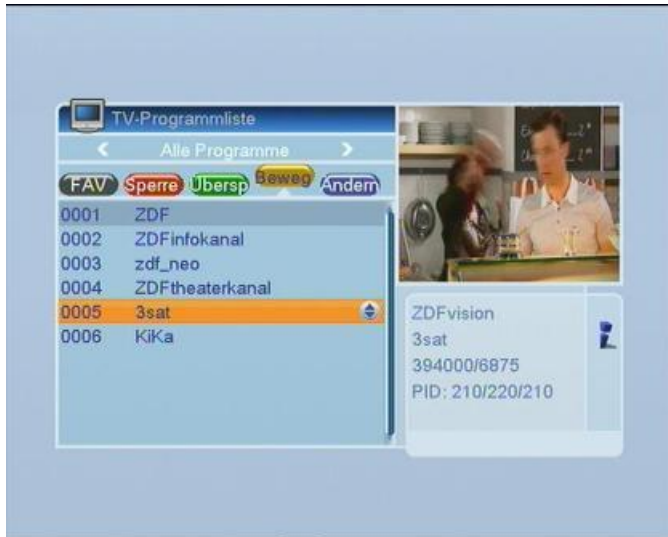 TV-Programmliste
Alle Programme
FAV Sperre Übersp Beweg Ändern
0001 ZDF
0002 ZDFinfokanal
0003 zdf_neo
0004 ZDFtheaterkanal
0005 3sat
0006 KiKa
ZDFvision
3sat
394000/6875
PID: 210/220/210